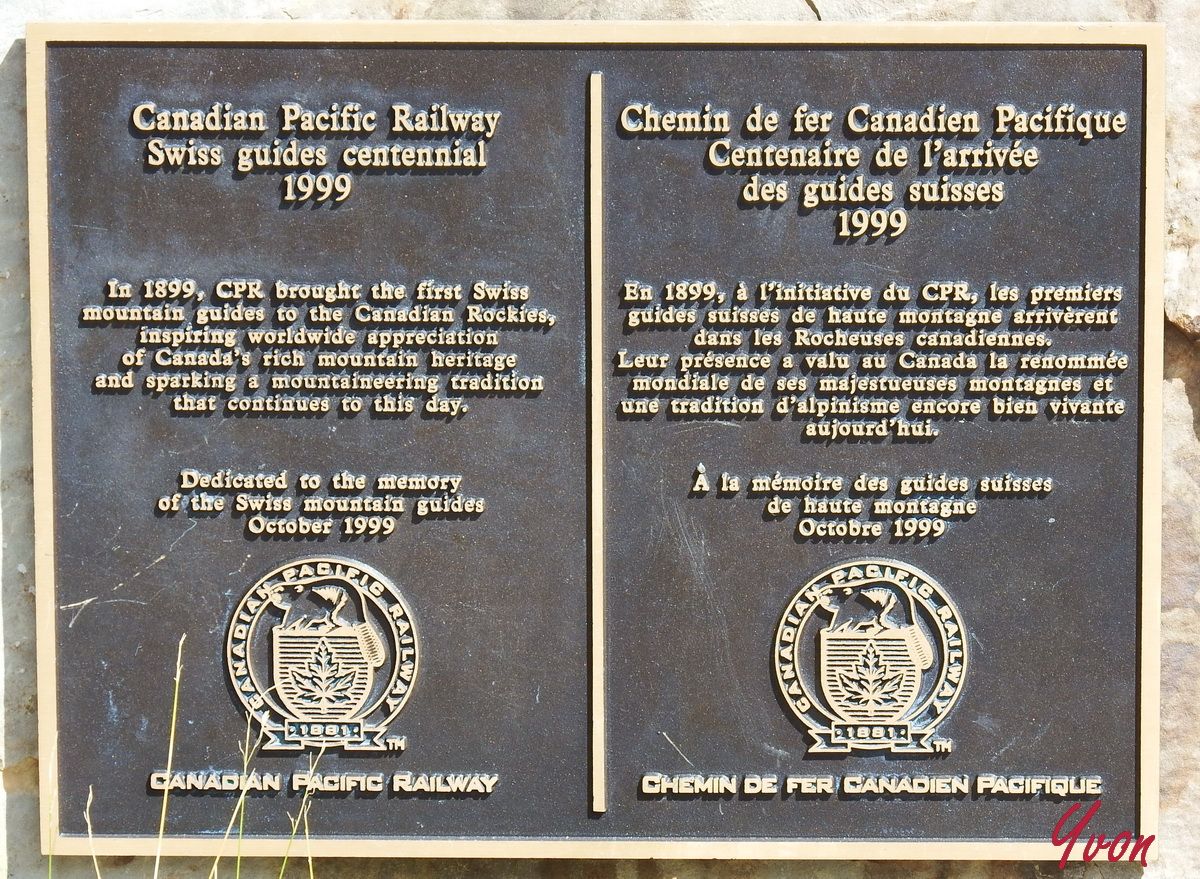 Canadian Pacific Railway
Swiss guides centennial
1999
In 1899, CPR brought the first Swiss
mountain guides to the Canadian Rockies,
inspiring worldwide appreciation
of Canada's rich mountain heritage
and sparking a mountaineering tradition
that continues to this day.
Dedicated to the memory
of the Swiss mountain guides
October 1999
CANADIAN PACIFIC RAILWAY
1881
TM
CANADIAN PACIFIC RAILWAY
Chemin de fer Canadien Pacifique
Centenaire de l'arrivée
des guides suisses
1999
En 1899, à l'initiative du CPR, les premiers
guides suisses de haute montagne arrivèrent
dans les Rocheuses canadiennes.
Leur présence a valu au Canada la renommée
mondiale de ses majestueuses montagnes et
une tradition d'alpinisme encore bien vivante
aujourd'hui.
À la mémoire des guides suisses
de haute montagne
Octobre 1999
CANADIAN PACIFIC RAILWAY
1881
TM
CHEMIN DE FER CANADIEN PACIFIQUE
Yvon